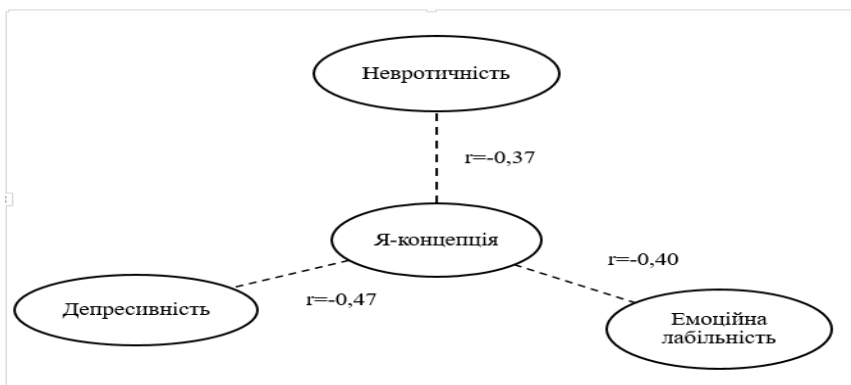 Невротичність
r=-0,37
Я-концепція
r=-0,40
Депресивність
r=-0,47
Емоційна
лабільність